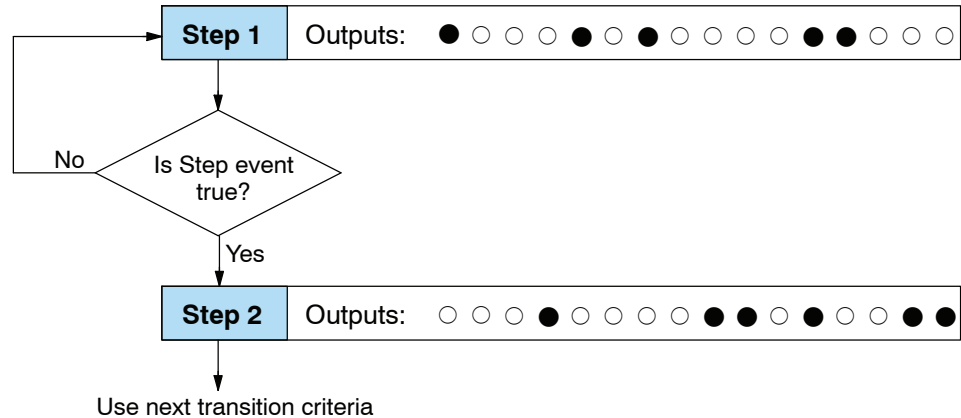 Step 1 Outputs:
No
Is Step event
true?
Yes
Step 2 Outputs:
Use next transition criteria